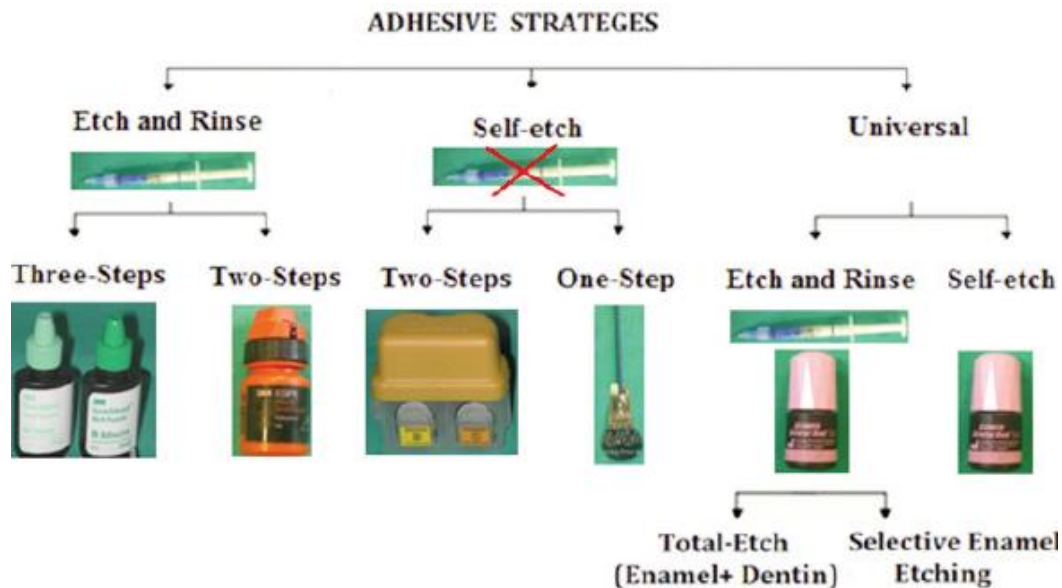 ADHESIVE STRATEGES
Etch and Rinse
Self-etch
Universal
Three-Steps
Two-Steps
Two-Steps
One-Step
Etch and Rinse
Self-etch
Total-Etch
(Enamel+ Dentin)
Selective Enamel
Etching